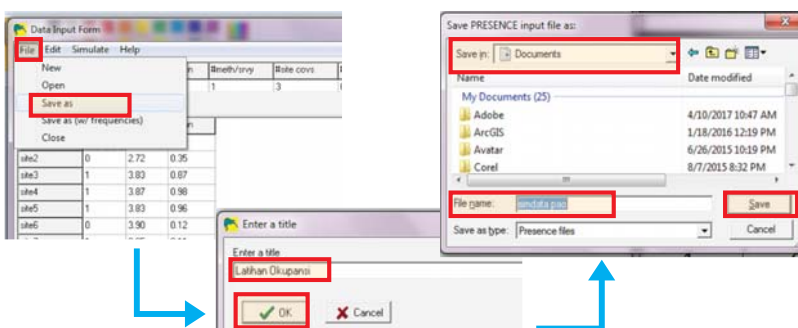 Data Input Form
File Edit Simulate Help
New
Open
Save as
Save as (w/ frequencies)
Close
#meth/srvy #site covs
1 3
site2 0 2.72 0.35
site3 1 3.83 0.87
site4 1 3.87 0.98
site5 1 3.83 0.96
site6 0 3.90 0.12
Enter a title
Enter a title
Latihan Okupansi
OK Cancel
Save PRESENCE input file as:
Save in: Documents
Name Date modified
My Documents (25)
Adobe 4/10/2017 10:47 AM
ArcGIS 1/18/2016 12:19 PM
Avatar 6/26/2015 10:19 PM
Corel 8/7/2015 8:32 PM
File name: simdata.pao Save
Save as type: Presence files Cancel